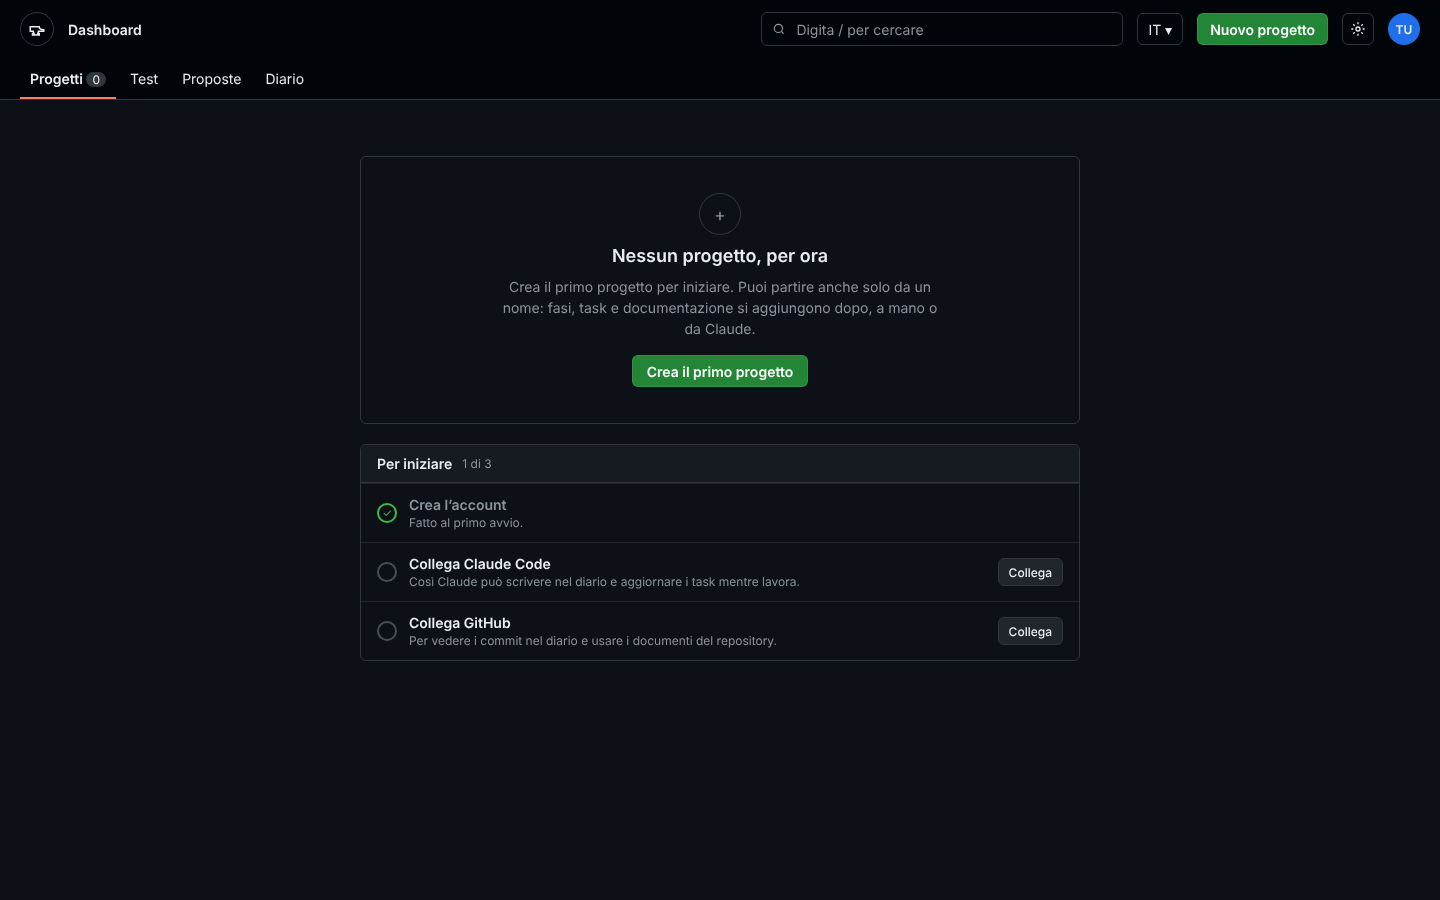 Dashboard
Digita / per cercare
IT ▾
Nuovo progetto
TU
Progetti 0
Test
Proposte
Diario
+
Nessun progetto, per ora
Crea il primo progetto per iniziare. Puoi partire anche solo da un
nome: fasi, task e documentazione si aggiungono dopo, a mano o
da Claude.
Crea il primo progetto
Per iniziare 1 di 3
Crea l’account
Fatto al primo avvio.
Collega Claude Code
Così Claude può scrivere nel diario e aggiornare i task mentre lavora.
Collega
Collega GitHub
Per vedere i commit nel diario e usare i documenti del repository.
Collega